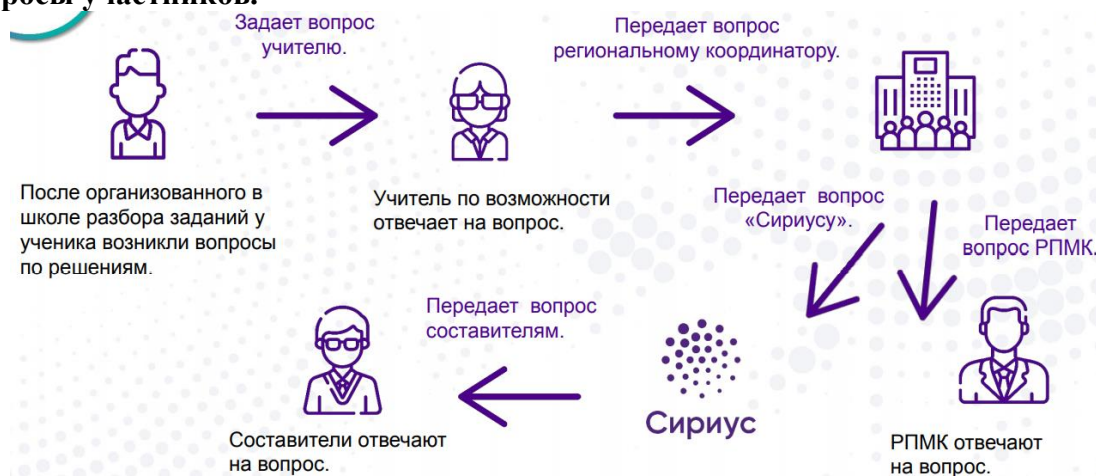 Задает вопрос
учителю.
Передает вопрос
региональному координатору.
После организованного в
школе разбора заданий у
ученика возникли вопросы
по решениям.
Учитель по возможности
отвечает на вопрос.
Передает вопрос
«Сириусу».
Передает
вопрос РПМК.
Передает вопрос
составителям.
Сириус
Составители отвечают
на вопрос.
РПМК отвечают
на вопрос.